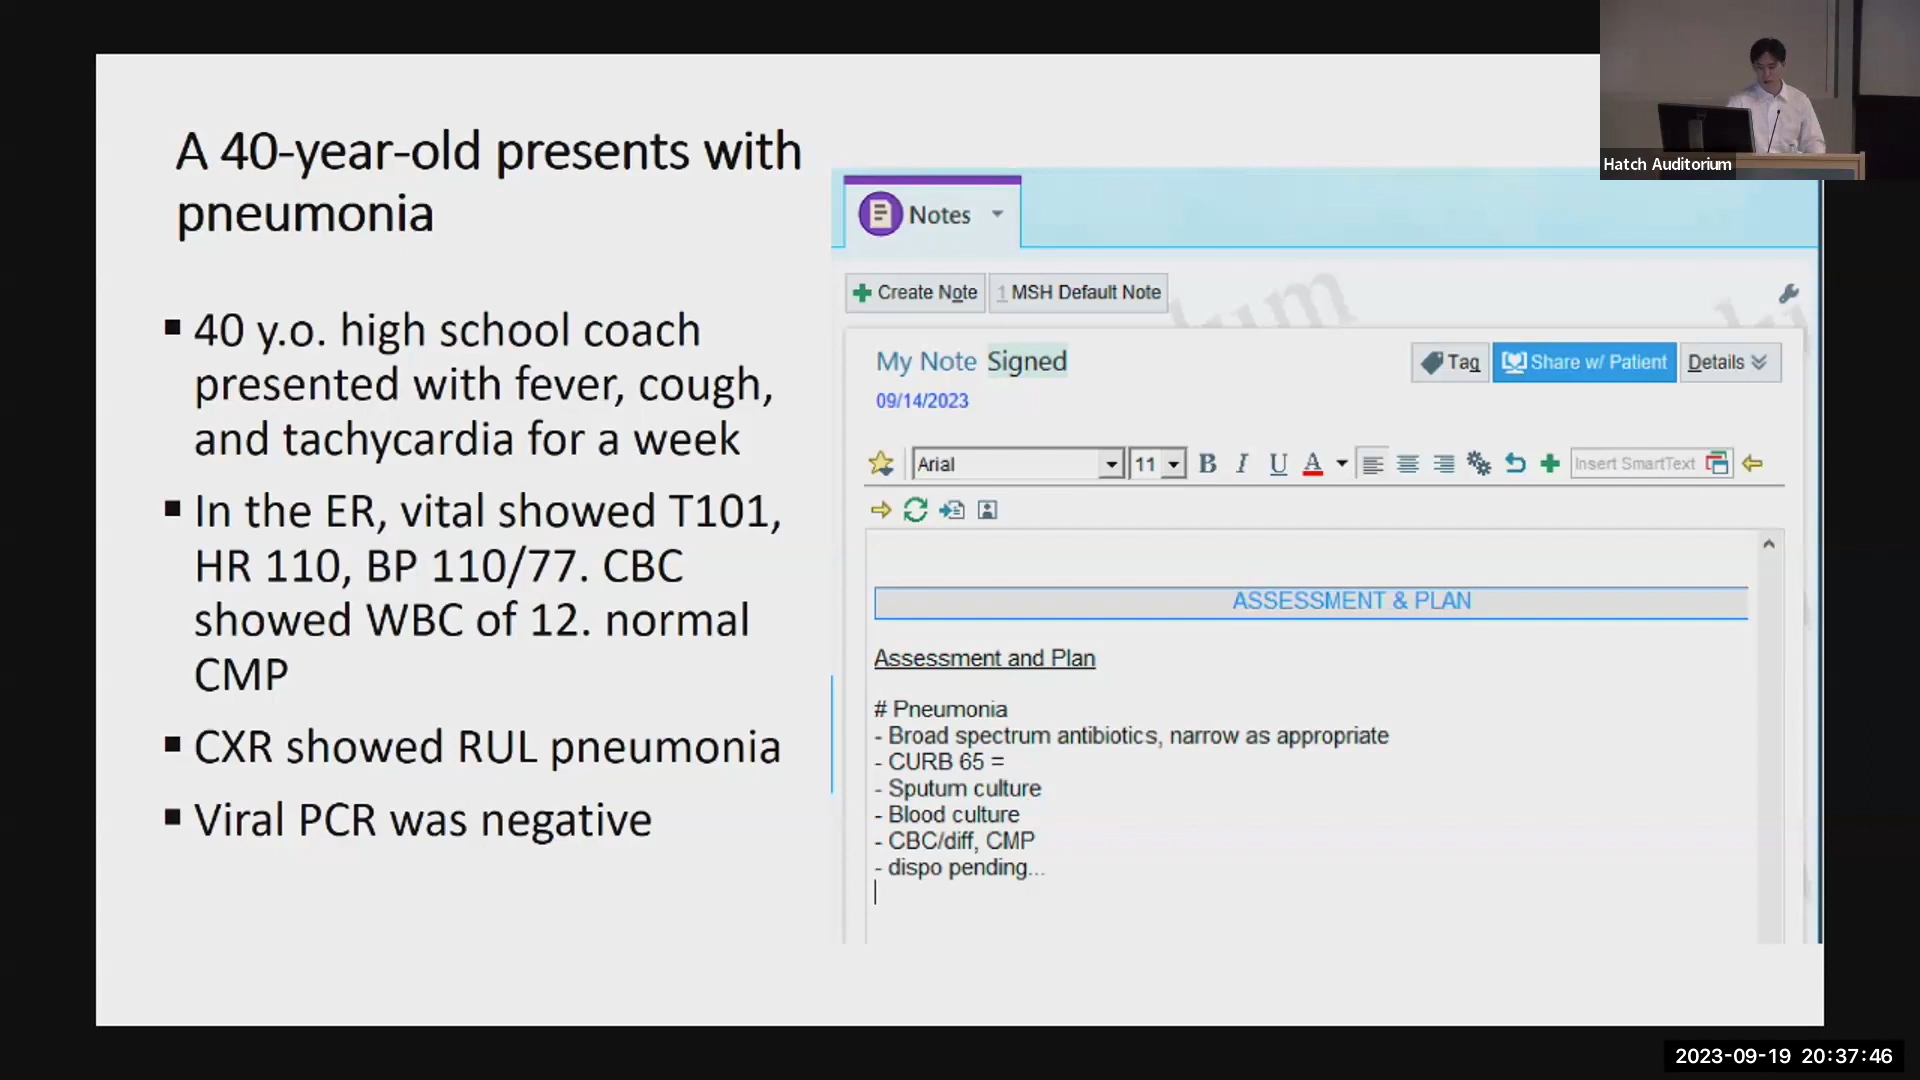 A 40-year-old presents with
pneumonia
▪ 40 y.o. high school coach
presented with fever, cough,
and tachycardia for a week
▪ In the ER, vital showed T101,
HR 110, BP 110/77. CBC
showed WBC of 12. normal
CMP
▪ CXR showed RUL pneumonia
▪ Viral PCR was negative
Hatch Auditorium
Notes
Create Note 1 MSH Default Note
My Note Signed
Tag Share w/ Patient Details
09/14/2023
Arial 11 B I U A Insert SmartText
ASSESSMENT & PLAN
Assessment and Plan
# Pneumonia
- Broad spectrum antibiotics, narrow as appropriate
- CURB 65 =
- Sputum culture
- Blood culture
- CBC/diff, CMP
- dispo pending...
2023-09-19 20:37:46